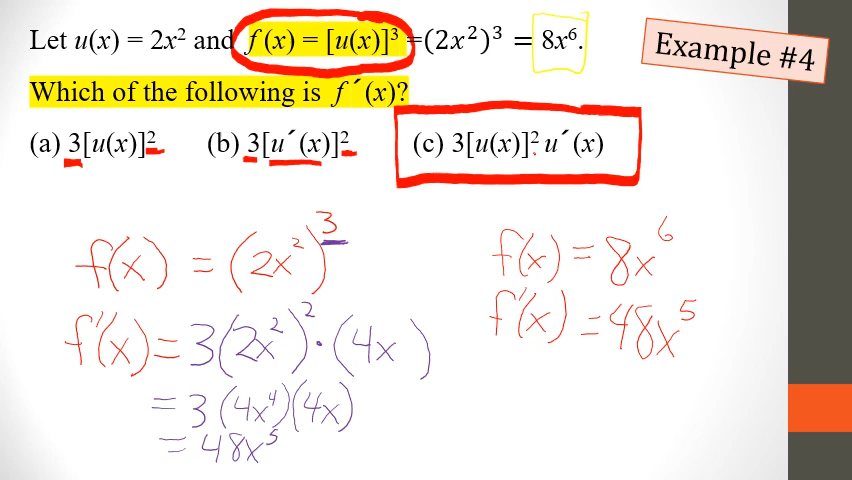 Let u(x) = 2x² and f (x) = [u(x)]³ =(2x²)³ = 8x⁶.
Example #4
Which of the following is f´(x)?
(a) 3[u(x)]² (b) 3[u´(x)]² (c) 3[u(x)]² u´(x)
f(x) = (2x²)³
f'(x) = 3(2x²)² · (4x)
= 3(4x⁴)(4x)
= 48x⁵
f(x) = 8x⁶
f'(x) = 48x⁵